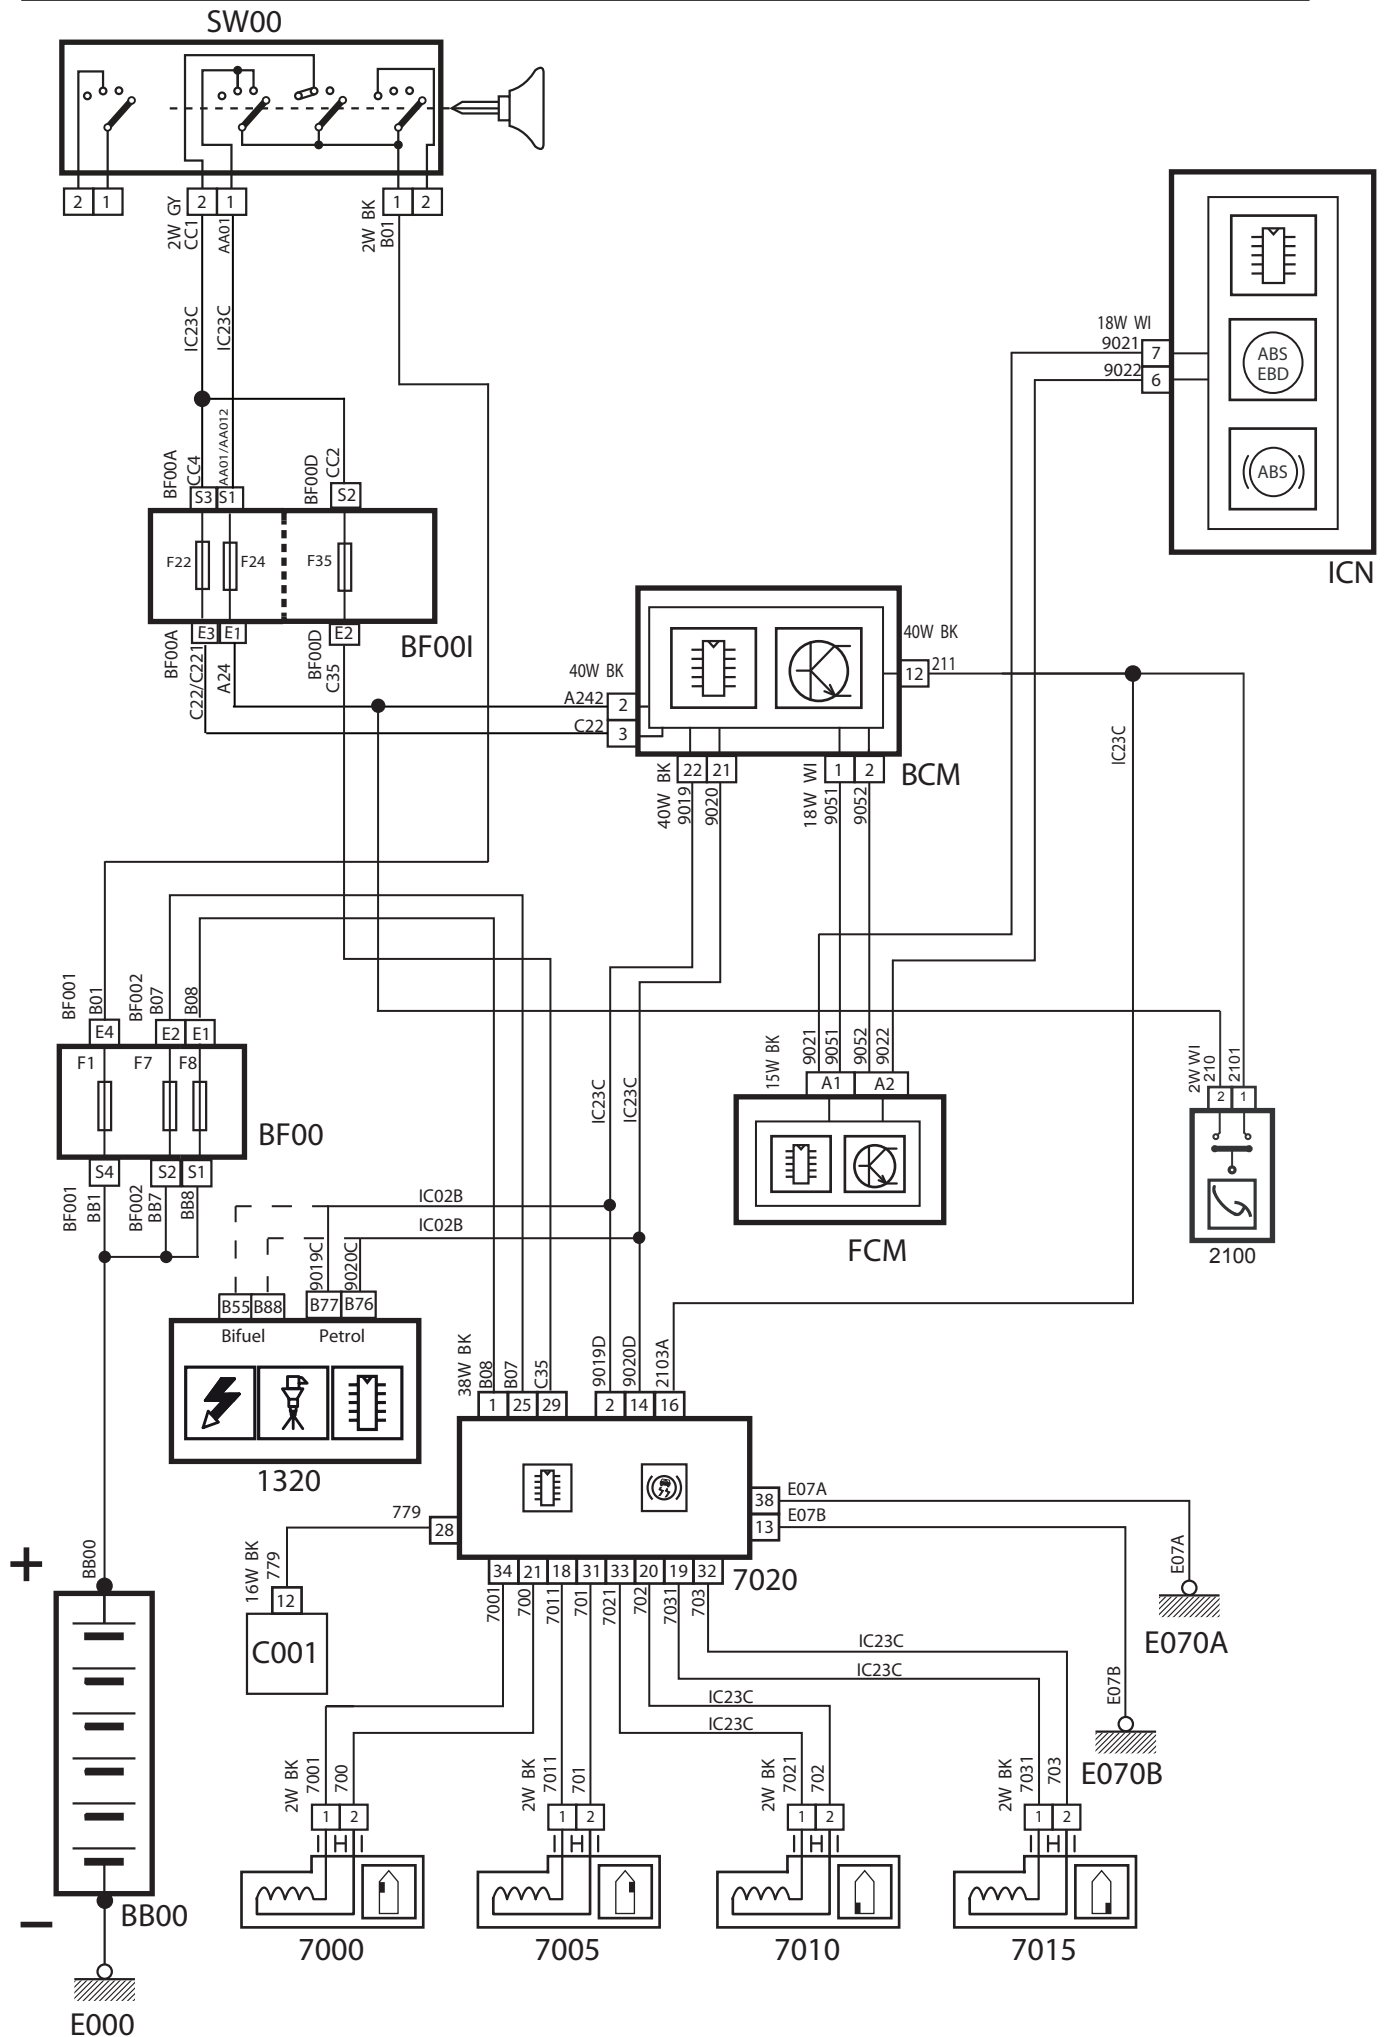 SW00
2 1
2 1
1 2
2W GY
CC1
AA01
2W BK
B01
IC23C
IC23C
18W WI
9021
7
9022
6
ABS
EBD
ABS
ICN
BF00A
CC4
AA01/AA012
BF00D
CC2
S3 S1
S2
F22
F24
F35
E3 E1
E2
BF00I
BF00A
C22/C221
A24
BF00D
C35
40W BK
A242
2
C22
3
40W BK
12
211
22 21
1 2
BCM
40W BK
9019
9020
18W WI
9051
9052
IC23C
BF001
B01
BF002
B07
B08
E4
E2 E1
F1
F7
F8
BF00
S4
S2 S1
BF001
BB1
BF002
BB7
BB8
IC23C
IC23C
15W BK
9021
9051
9052
9022
A1
A2
FCM
2W WI
210
2101
2 1
2100
IC02B
IC02B
9019C
9020C
B55 B88
B77 B76
Bifuel
Petrol
1320
38W BK
B08
B07
C35
9019D
9020D
2103A
1 25 29
2 14 16
38
E07A
13
E07B
779
28
34 21 18 31 33 20 19 32
7020
7001
700
7011
701
7021
702
7031
703
16W BK
779
12
C001
E07A
E070A
E07B
E070B
IC23C
IC23C
IC23C
IC23C
+
BB00
BB00
−
E000
2W BK
7001
700
1 2
7000
2W BK
7011
701
1 2
7005
2W BK
7021
702
1 2
7010
2W BK
7031
703
1 2
7015